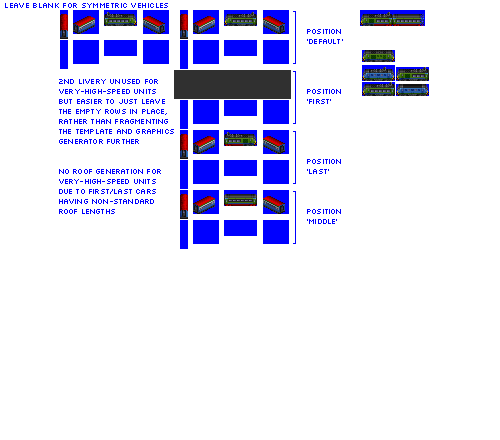 LEAVE BLANK FOR SYMMETRIC VEHICLES
POSITION
'DEFAULT'
2ND LIVERY UNUSED FOR
VERY-HIGH-SPEED UNITS
BUT EASIER TO JUST LEAVE
THE EMPTY ROWS IN PLACE,
RATHER THAN FRAGMENTING
THE TEMPLATE AND GRAPHICS
GENERATOR FURTHER
POSITION
'FIRST'
NO ROOF GENERATION FOR
VERY-HIGH-SPEED UNITS
DUE TO FIRST/LAST CARS
HAVING NON-STANDARD
ROOF LENGTHS
POSITION
'LAST'
POSITION
'MIDDLE'